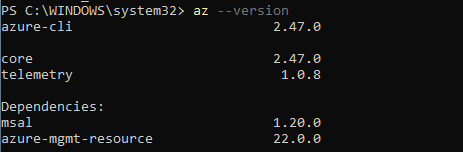 PS C:\WINDOWS\system32> az --version
azure-cli 2.47.0
core 2.47.0
telemetry 1.0.8
Dependencies:
msal 1.20.0
azure-mgmt-resource 22.0.0